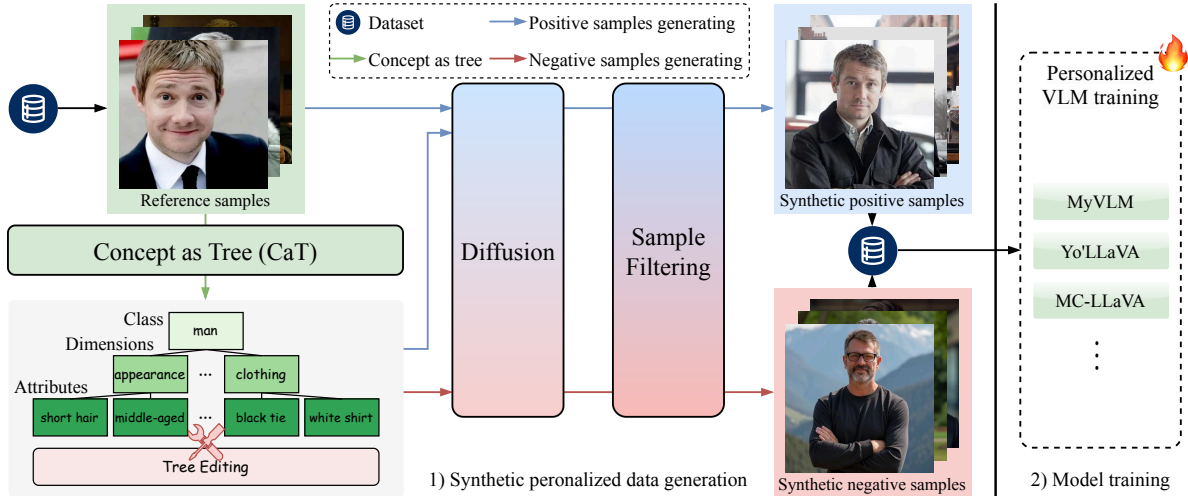 Dataset
Positive samples generating
Concept as tree
Negative samples generating
Reference samples
Concept as Tree (CaT)
Class
man
Dimensions
appearance
...
clothing
Attributes
short hair
middle-aged
...
black tie
white shirt
Tree Editing
Diffusion
Sample
Filtering
Synthetic positive samples
Synthetic negative samples
1) Synthetic peronalized data generation
Personalized
VLM training
MyVLM
Yo'LLaVA
MC-LLaVA
2) Model training